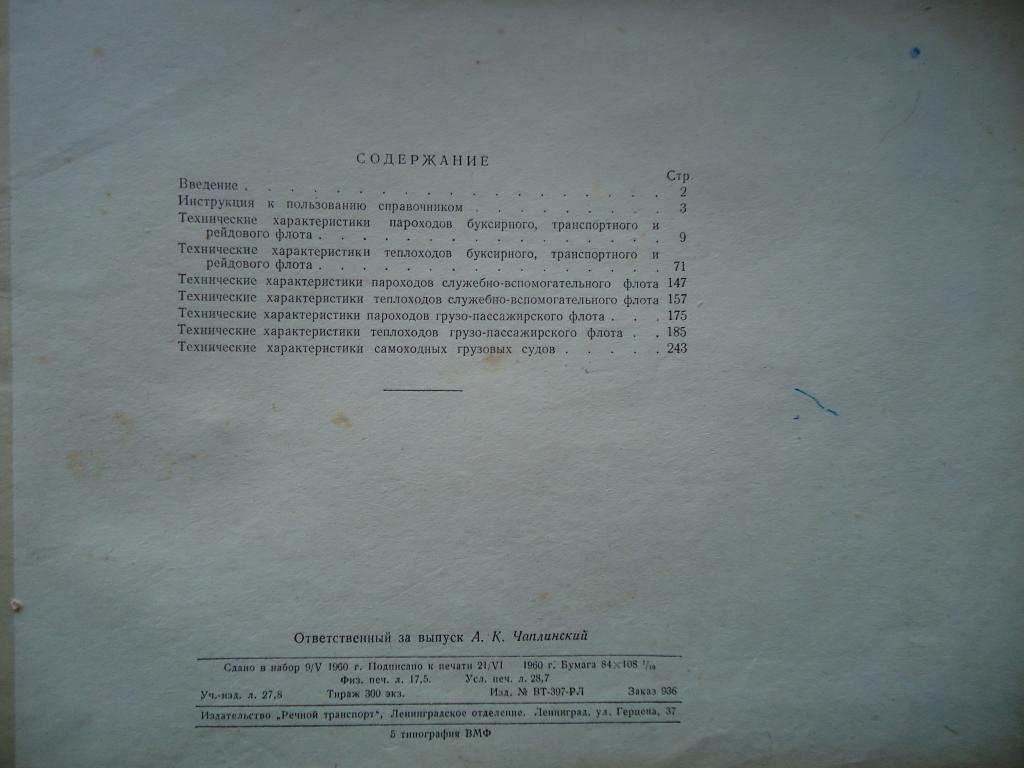 СОДЕРЖАНИЕ
Стр.
Введение . . . . . . . . . . . . . . . . . . 2
Инструкция к пользованию справочником . . . . . . . . . 3
Технические характеристики пароходов буксирного, транспортного и
рейдового флота . . . . . . . . . . . . . . . . 9
Технические характеристики теплоходов буксирного, транспортного и
рейдового флота . . . . . . . . . . . . . . . . 71
Технические характеристики пароходов служебно-вспомогательного флота 147
Технические характеристики теплоходов служебно-вспомогательного флота 157
Технические характеристики пароходов грузо-пассажирского флота . . . 175
Технические характеристики теплоходов грузо-пассажирского флота . . 185
Технические характеристики самоходных грузовых судов . . . . . 243
Ответственный за выпуск А. К. Чаплинский
Сдано в набор 9/V 1960 г. Подписано к печати 21/VI 1960 г. Бумага 84×108 1/16
Физ. печ. л. 17,5. Усл. печ. л. 28,7
Уч.-изд. л. 27,8 Тираж 300 экз. Изд. № ВТ-397-РЛ Заказ 936
Издательство „Речной транспорт“, Ленинградское отделение. Ленинград, ул. Герцена, 37
5 типография ВМФ